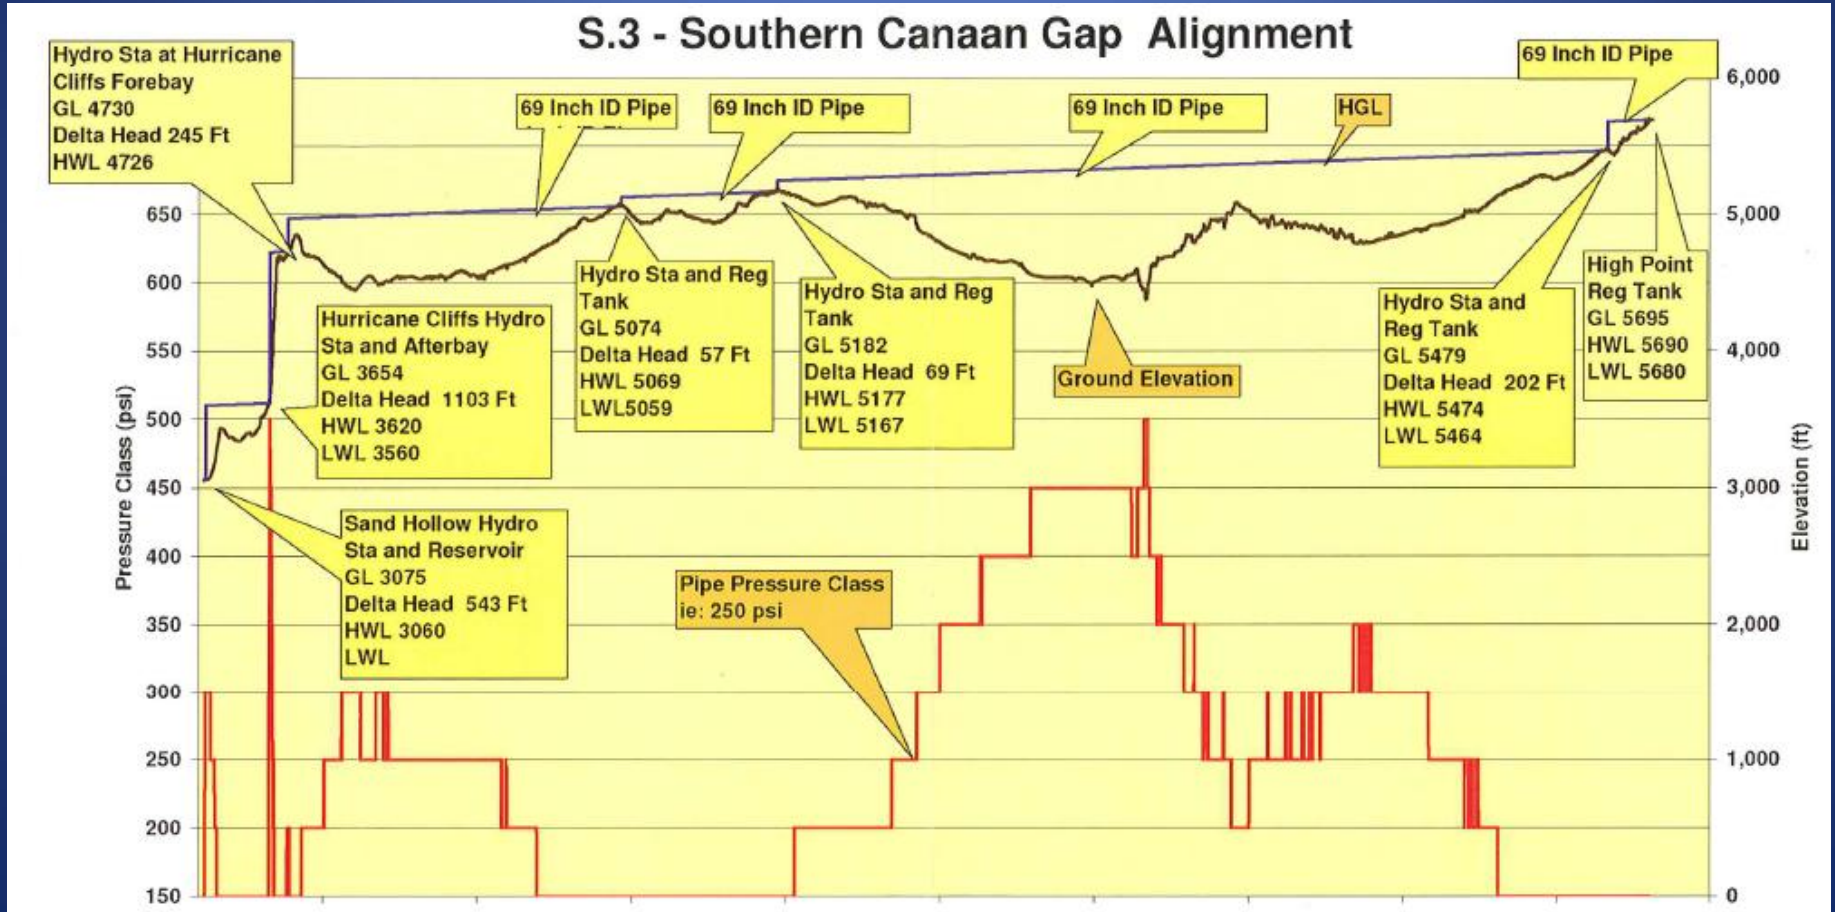 S.3 - Southern Canaan Gap Alignment
Hydro Sta at Hurricane
Cliffs Forebay
GL 4730
Delta Head 245 Ft
HWL 4726
69 Inch ID Pipe
69 Inch ID Pipe
69 Inch ID Pipe
HGL
69 Inch ID Pipe
Hurricane Cliffs Hydro
Sta and Afterbay
GL 3654
Delta Head 1103 Ft
HWL 3620
LWL 3560
Hydro Sta and Reg
Tank
GL 5074
Delta Head 57 Ft
HWL 5069
LWL5059
Hydro Sta and Reg
Tank
GL 5182
Delta Head 69 Ft
HWL 5177
LWL 5167
Ground Elevation
Hydro Sta and
Reg Tank
GL 5479
Delta Head 202 Ft
HWL 5474
LWL 5464
High Point
Reg Tank
GL 5695
HWL 5690
LWL 5680
Sand Hollow Hydro
Sta and Reservoir
GL 3075
Delta Head 543 Ft
HWL 3060
LWL
Pipe Pressure Class
ie: 250 psi
Pressure Class (psi)
650
600
550
500
450
400
350
300
250
200
150
Elevation (ft)
6,000
5,000
4,000
3,000
2,000
1,000
0